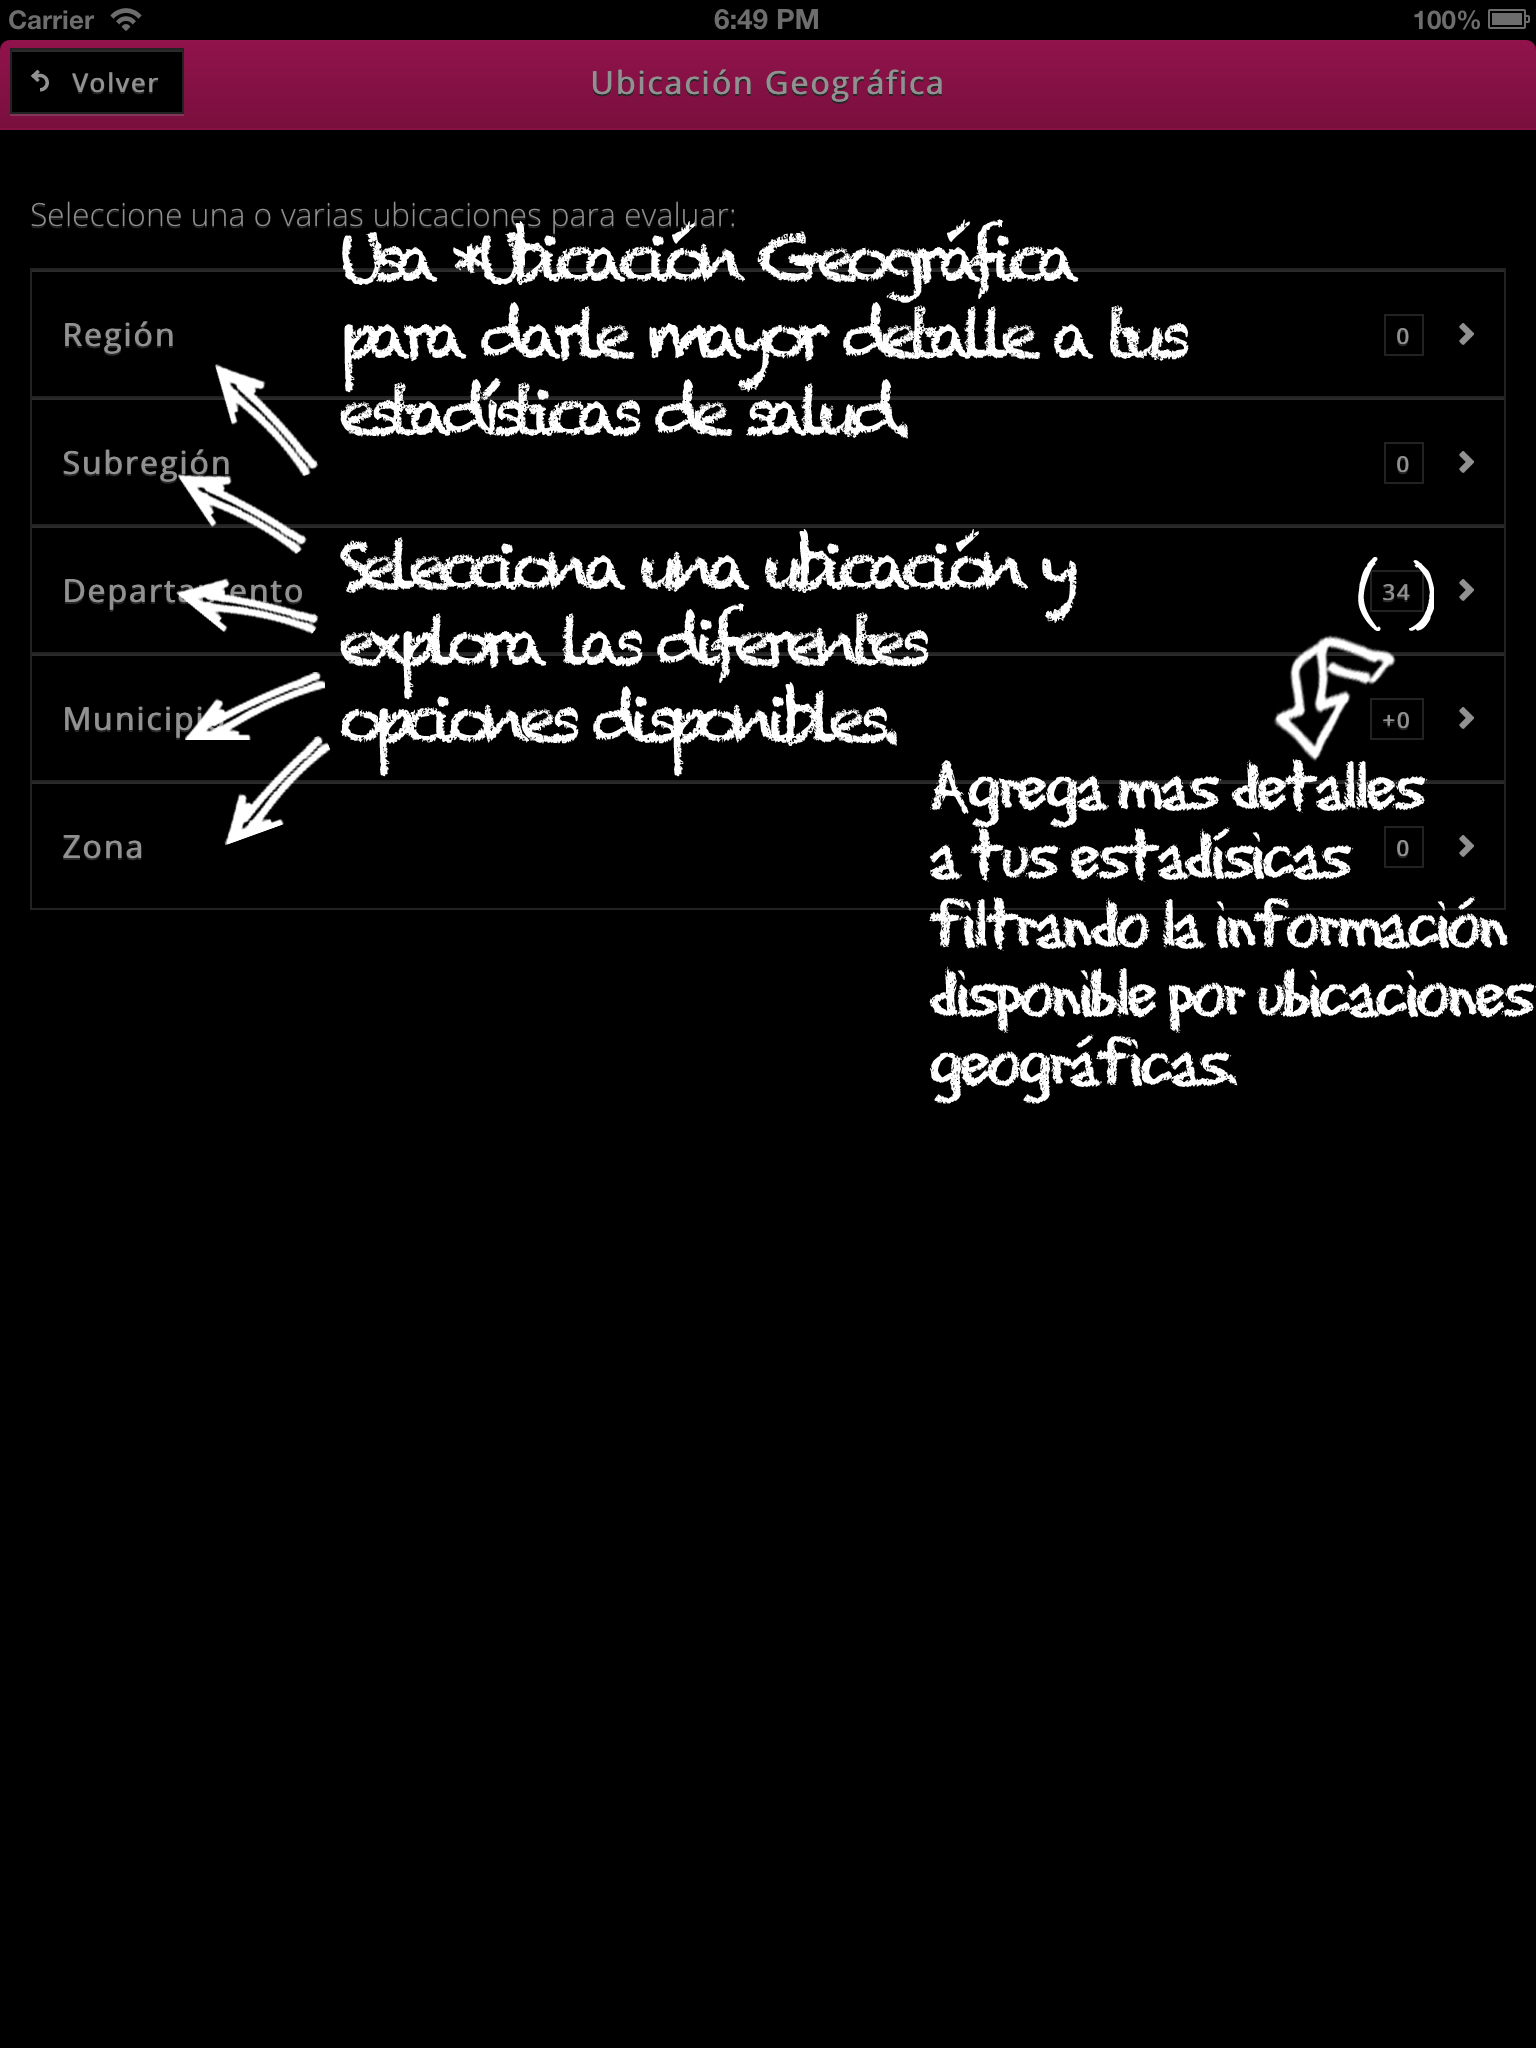 Carrier 6:49 PM 100%
Volver
Ubicación Geográfica
Seleccione una o varias ubicaciones para evaluar:
Usa *Ubicación Geográfica
para darle mayor detalle a tus
estadísticas de salud.
Región 0
Subregión 0
Selecciona una ubicación y
explora las diferentes
opciones disponibles.
Departamento (34)
Municipio +0
Zona 0
Agrega mas detalles
a tus estadísicas
filtrando la información
disponible por ubicaciones
geográficas.